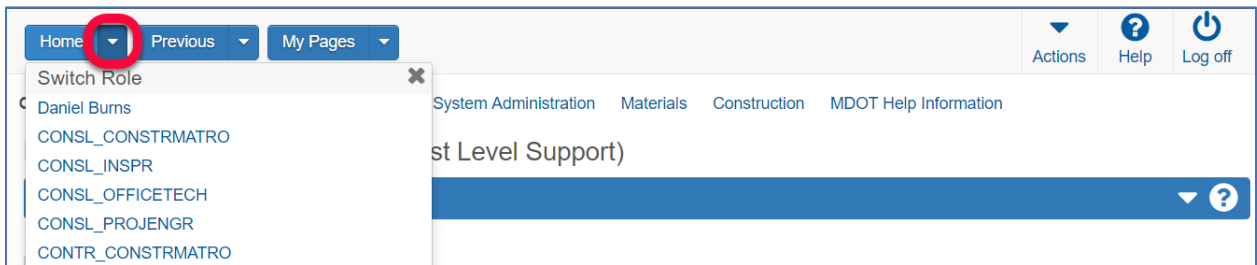 Home Previous My Pages
Actions Help Log off
Switch Role
Daniel Burns System Administration Materials Construction MDOT Help Information
CONSL_CONSTRMATRO
st Level Support)
CONSL_INSPR
CONSL_OFFICETECH
CONSL_PROJENGR
CONTR_CONSTRMATRO